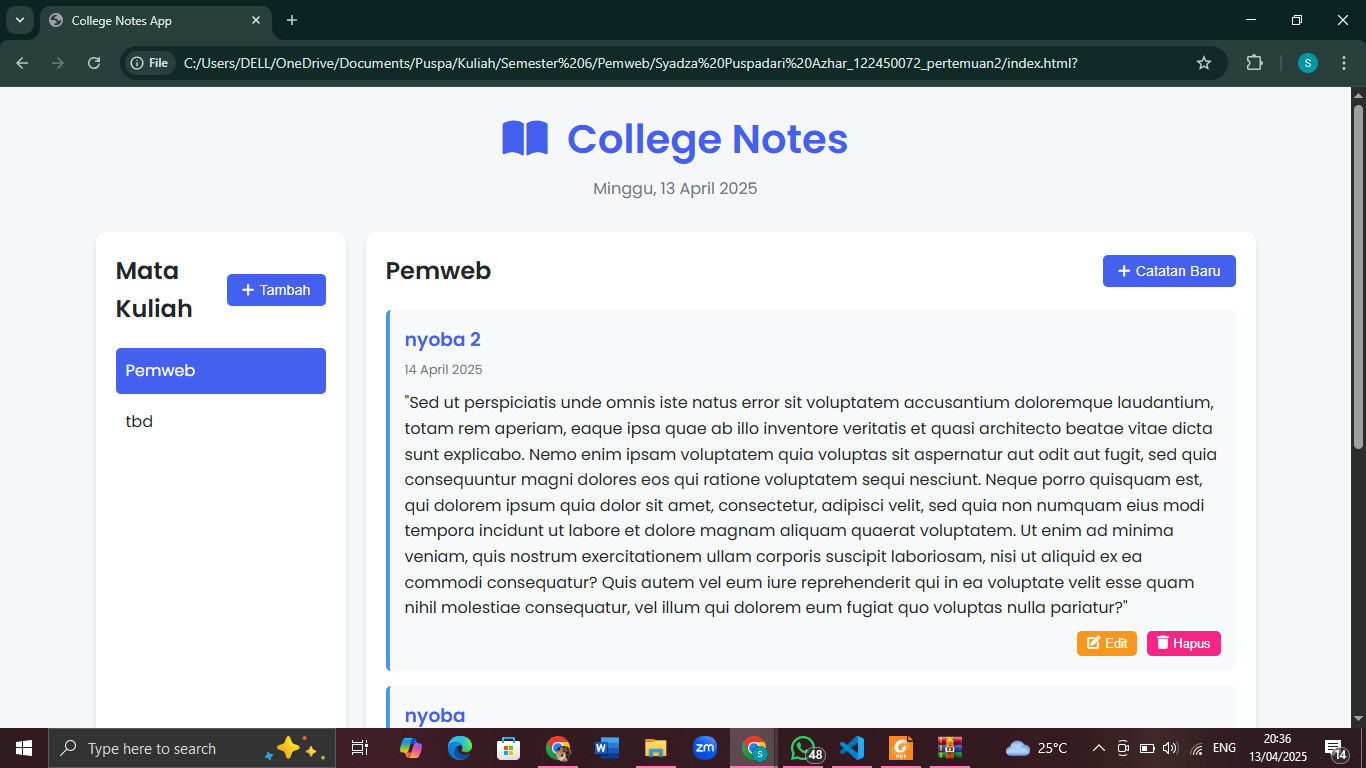 College Notes App
File
C:/Users/DELL/OneDrive/Documents/Puspa/Kuliah/Semester%206/Pemweb/Syadza%20Puspadari%20Azhar_122450072_pertemuan2/index.html?
S
College Notes
Minggu, 13 April 2025
Mata
Kuliah
Tambah
Pemweb
tbd
Pemweb
Catatan Baru
nyoba 2
14 April 2025
"Sed ut perspiciatis unde omnis iste natus error sit voluptatem accusantium doloremque laudantium,
totam rem aperiam, eaque ipsa quae ab illo inventore veritatis et quasi architecto beatae vitae dicta
sunt explicabo. Nemo enim ipsam voluptatem quia voluptas sit aspernatur aut odit aut fugit, sed quia
consequuntur magni dolores eos qui ratione voluptatem sequi nesciunt. Neque porro quisquam est,
qui dolorem ipsum quia dolor sit amet, consectetur, adipisci velit, sed quia non numquam eius modi
tempora incidunt ut labore et dolore magnam aliquam quaerat voluptatem. Ut enim ad minima
veniam, quis nostrum exercitationem ullam corporis suscipit laboriosam, nisi ut aliquid ex ea
commodi consequatur? Quis autem vel eum iure reprehenderit qui in ea voluptate velit esse quam
nihil molestiae consequatur, vel illum qui dolorem eum fugiat quo voluptas nulla pariatur?"
Edit
Hapus
nyoba
Type here to search
W
zm
S
48
PDF
25°C
ENG
20:36
13/04/2025
14